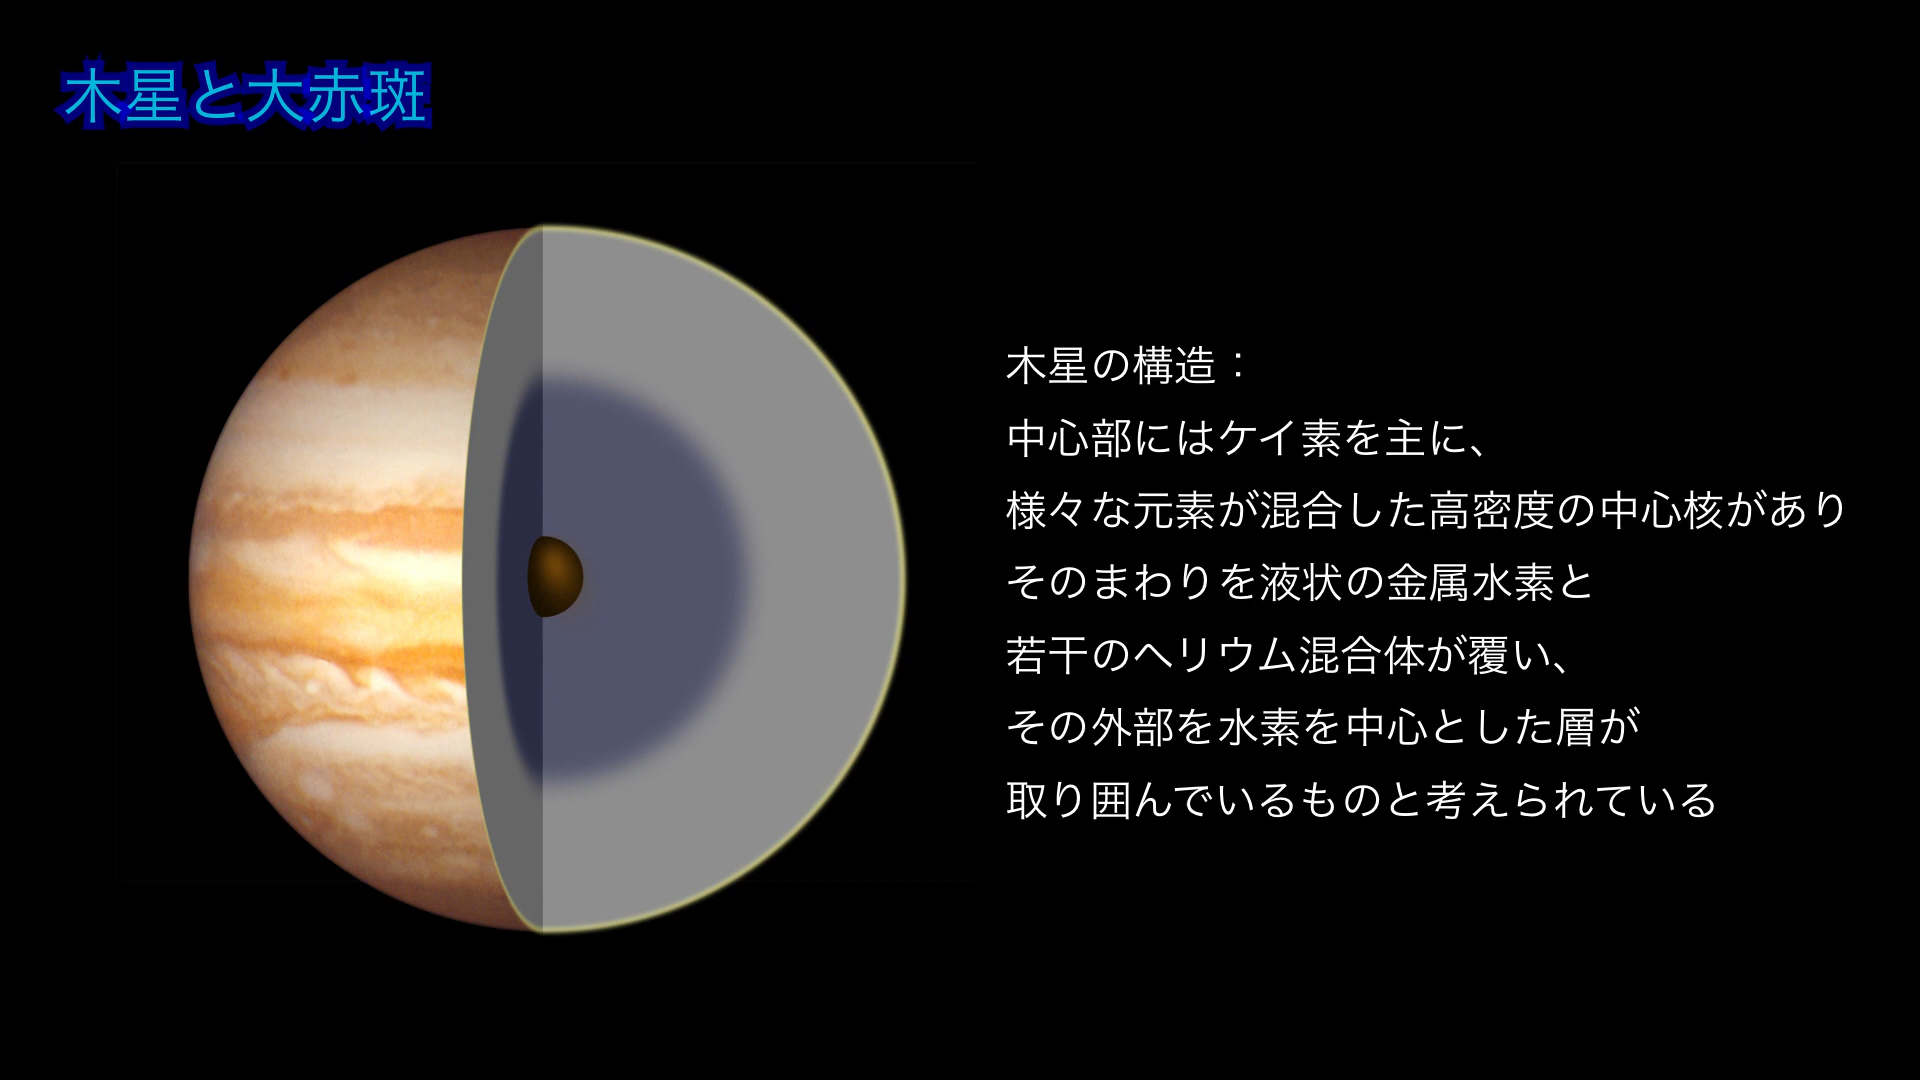 木星と大赤斑
木星の構造：
中心部にはケイ素を主に、
様々な元素が混合した高密度の中心核があり
そのまわりを液状の金属水素と
若干のヘリウム混合体が覆い、
その外部を水素を中心とした層が
取り囲んでいるものと考えられている